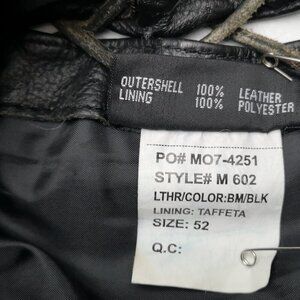 OUTERSHELL 100% LEATHER
LINING 100% POLYESTER
PO# MO7-4251
STYLE# M 602
LTHR/COLOR:BM/BLK
LINING: TAFFETA
SIZE: 52
Q.C: